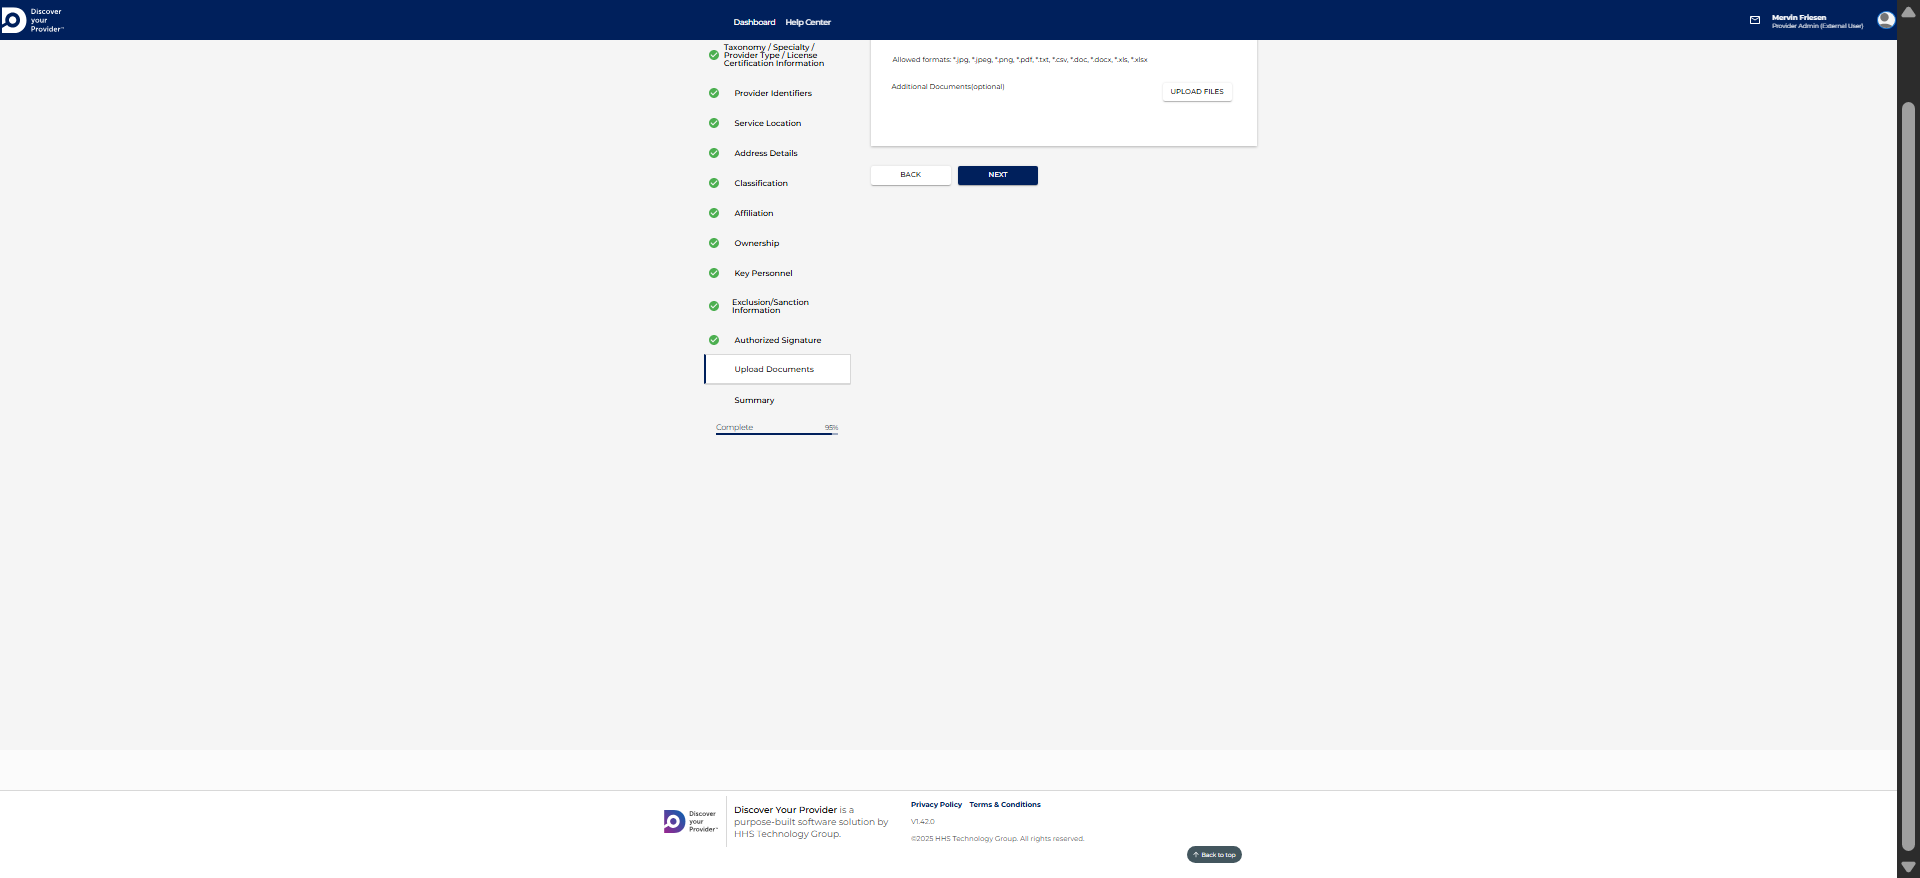 Discover
your
Provider™
Dashboard Help Center
Mervin Friesen
Provider Admin (External User)
Taxonomy / Specialty /
Provider Type / License
Certification Information
Provider Identifiers
Service Location
Address Details
Classification
Affiliation
Ownership
Key Personnel
Exclusion/Sanction
Information
Authorized Signature
Upload Documents
Summary
Complete 95%
Allowed formats: *.jpg, *.jpeg, *.png, *.pdf, *.txt, *.csv, *.doc, *.docx, *.xls, *.xlsx
Additional Documents(optional)
UPLOAD FILES
BACK NEXT
Discover
your
Provider™
Discover Your Provider is a
purpose-built software solution by
HHS Technology Group.
Privacy Policy Terms & Conditions
V1.42.0
©2025 HHS Technology Group. All rights reserved.
Back to top